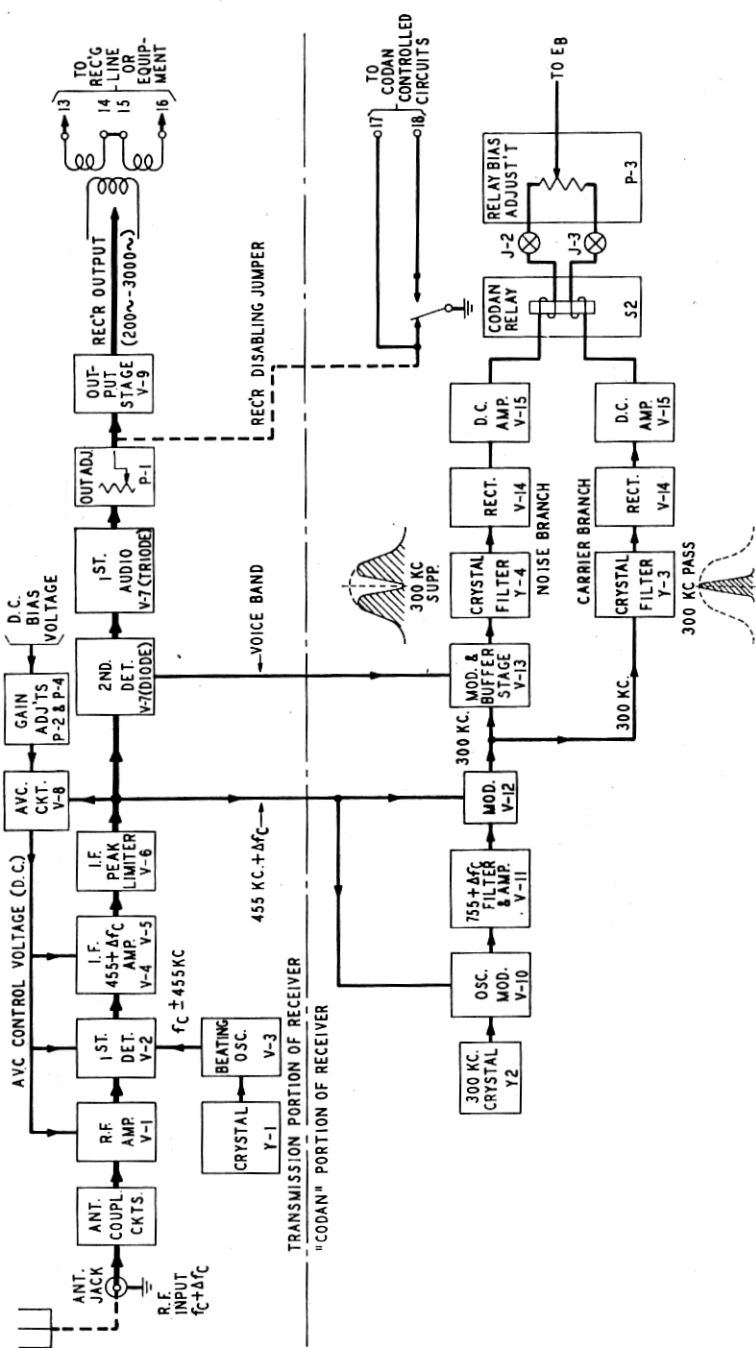 ANT.
JACK
R.F.
INPUT
fC+ΔfC
ANT.
COUPL.
CKTS.
R.F.
AMP.
V-1
1ST.
DET.
V-2
I.F.
455+ΔfC
AMP.
V-4 V-5
I.F.
PEAK
LIMITER
V-6
AVC CONTROL VOLTAGE (D.C.)
AVC.
CKT.
V-8
GAIN
ADJ'TS
P-2 & P-4
D.C.
BIAS
VOLTAGE
2ND.
DET.
V-7(DIODE)
1ST.
AUDIO
V-7(TRIODE)
OUT ADJ.
P-1
OUT-
PUT
STAGE
V-9
REC'R OUTPUT
(200~-3000~)
13
14
15
16
TO
REC'G
LINE
OR
EQUIP-
MENT
CRYSTAL
Y-1
BEATING
OSC.
V-3
fC ± 455KC
TRANSMISSION PORTION OF RECEIVER
"CODAN" PORTION OF RECEIVER
455 KC.+ΔfC
VOICE BAND
REC'R DISABLING JUMPER
TO
CODAN
CONTROLLED
CIRCUITS
17
18
300 KC.
CRYSTAL
Y2
OSC.
MOD.
V-10
755+ΔfC
FILTER
& AMP.
V-11
MOD.
V-12
300 KC.
300 KC.
MOD. &
BUFFER
STAGE
V-13
300 KC
SUPP.
CRYSTAL
FILTER
Y-4
RECT.
V-14
D.C.
AMP.
V-15
NOISE BRANCH
CARRIER BRANCH
CRYSTAL
FILTER
Y-3
RECT.
V-14
D.C.
AMP.
V-15
300 KC PASS
CODAN
RELAY
S2
J-2
J-3
RELAY BIAS
ADJUST'T
P-3
TO EB